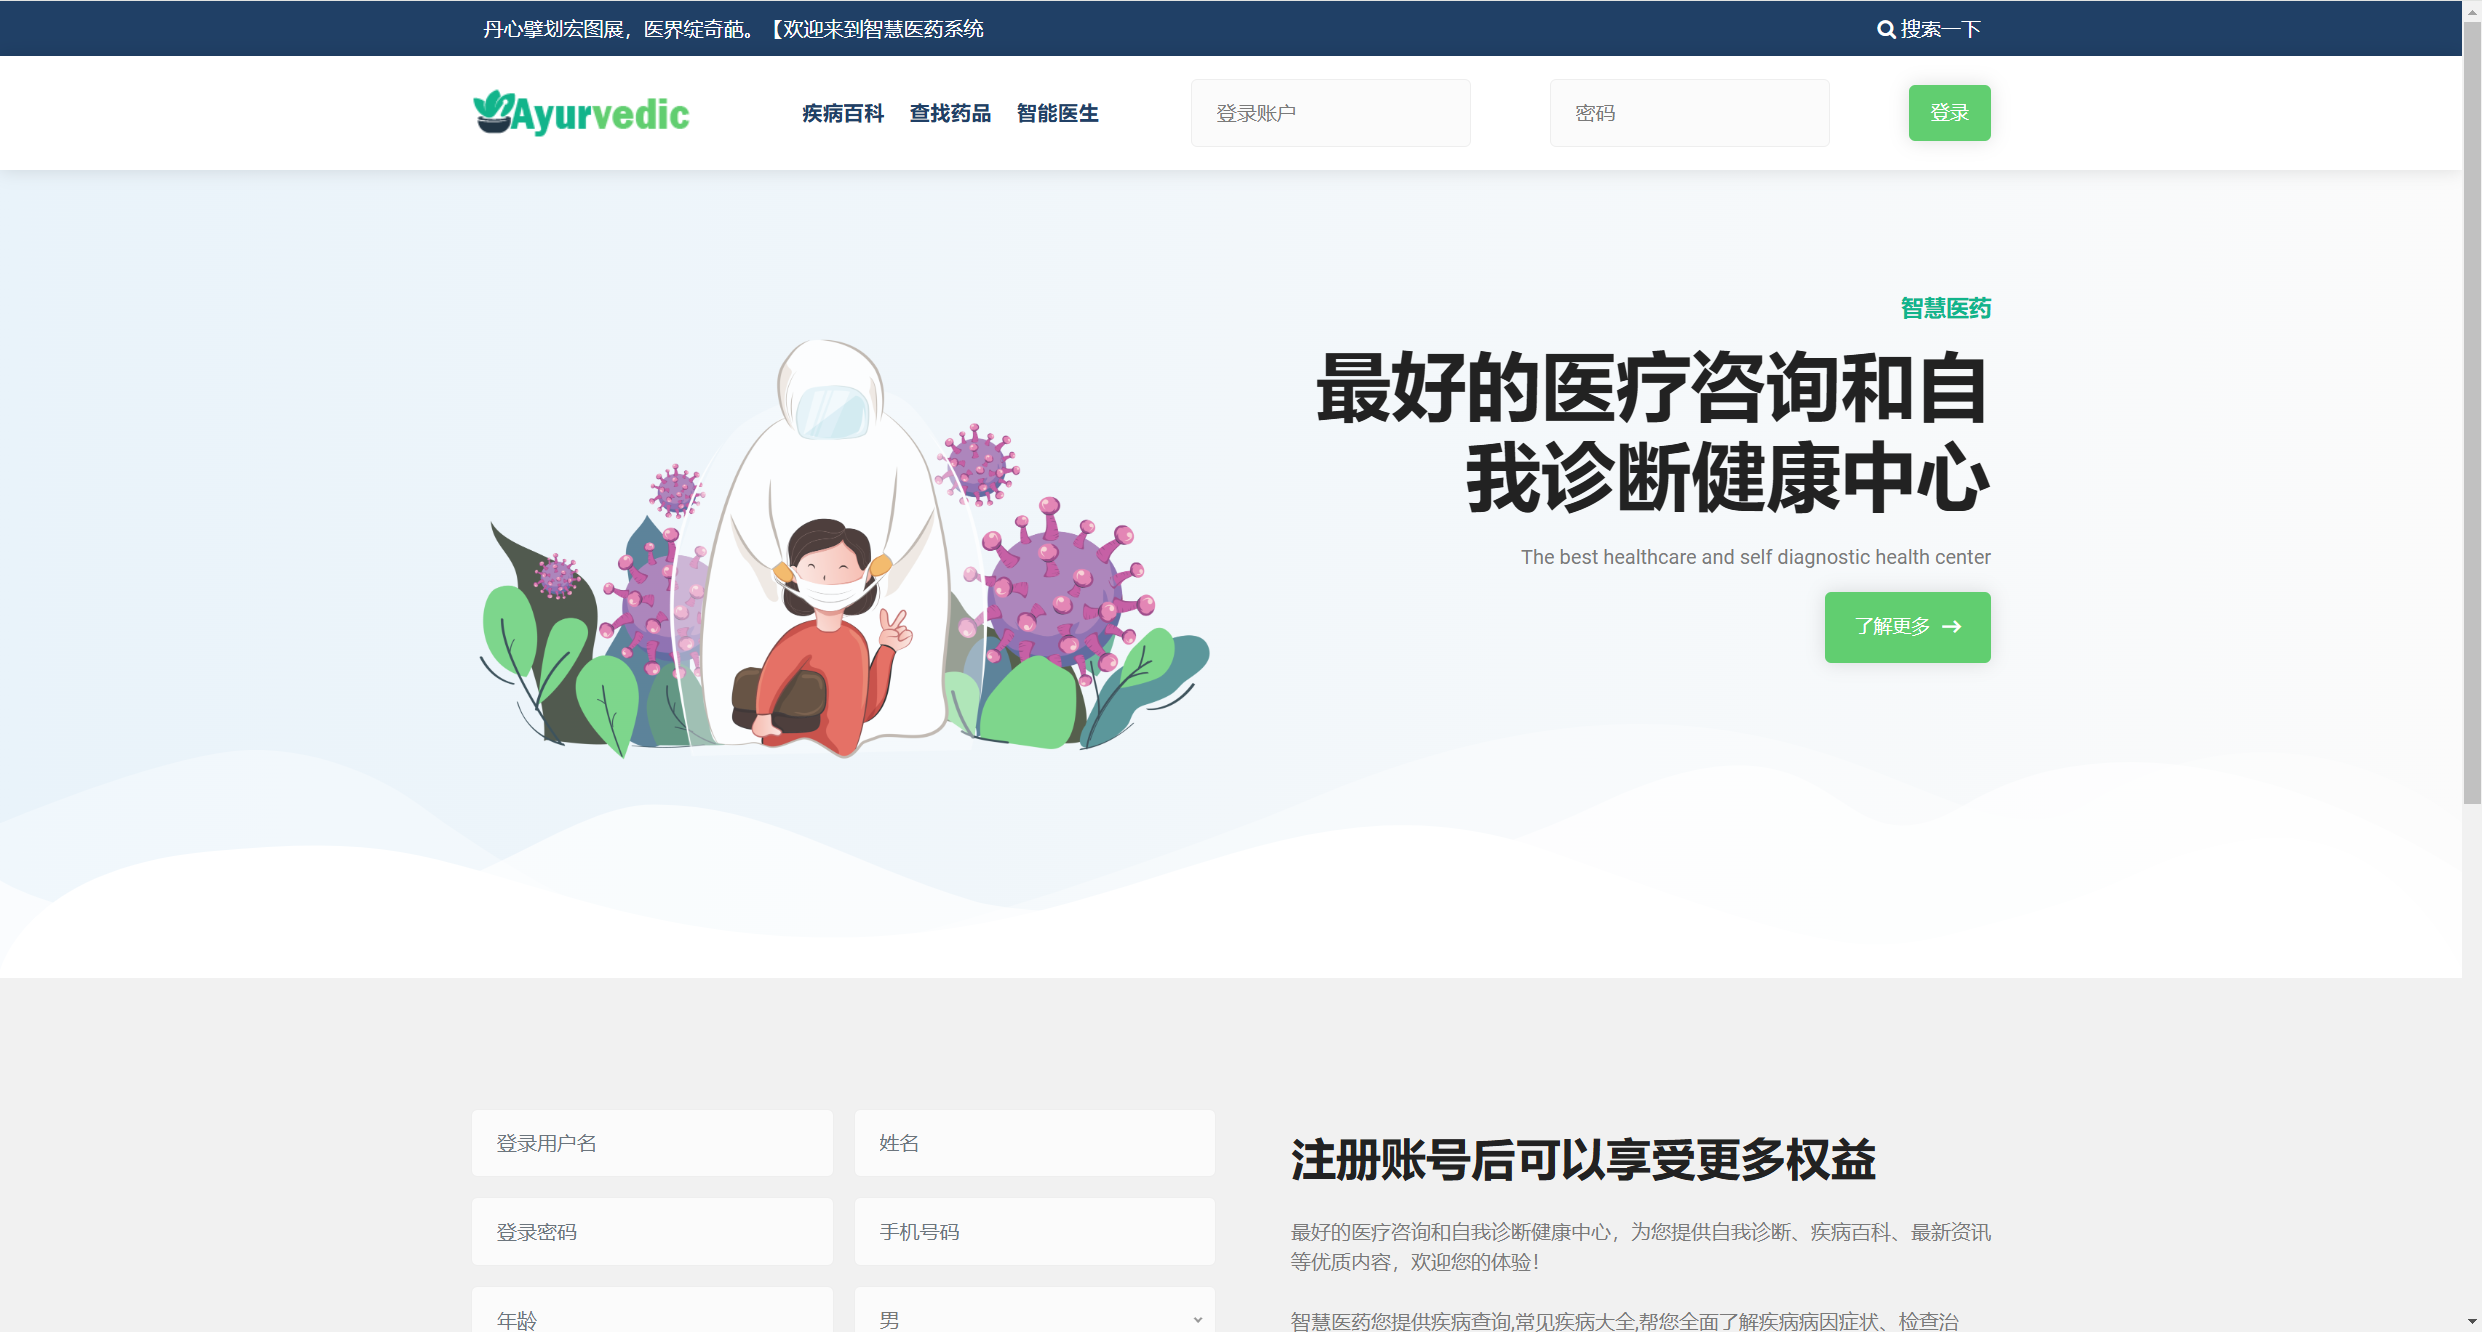 丹心擘划宏图展，医界绽奇葩。【欢迎来到智慧医药系统
搜索一下
Ayurvedic
疾病百科 查找药品 智能医生
登录账户
密码
登录
智慧医药
最好的医疗咨询和自
我诊断健康中心
The best healthcare and self diagnostic health center
了解更多 →
登录用户名
姓名
登录密码
手机号码
年龄
男
注册账号后可以享受更多权益
最好的医疗咨询和自我诊断健康中心，为您提供自我诊断、疾病百科、最新资讯
等优质内容，欢迎您的体验！
智慧医药您提供疾病查询,常见疾病大全,帮您全面了解疾病病因症状、检查治